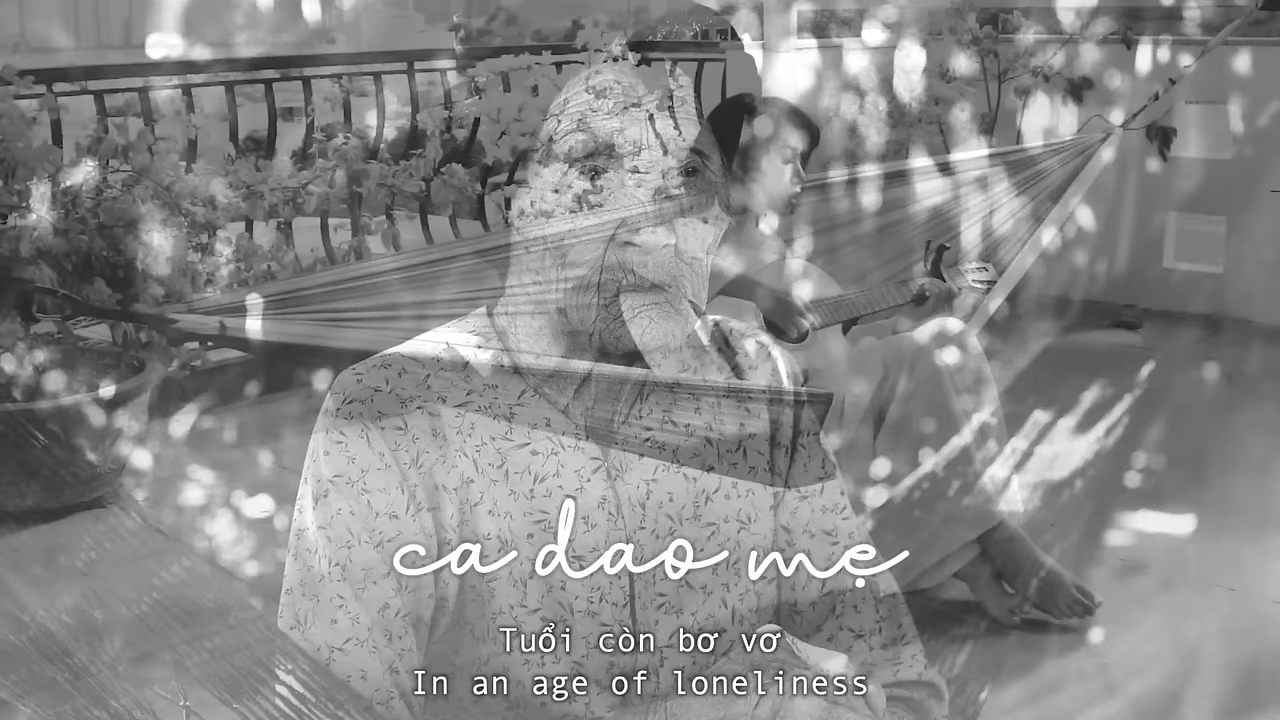 ca dao mẹ
Tuổi còn bơ vơ
In an age of loneliness